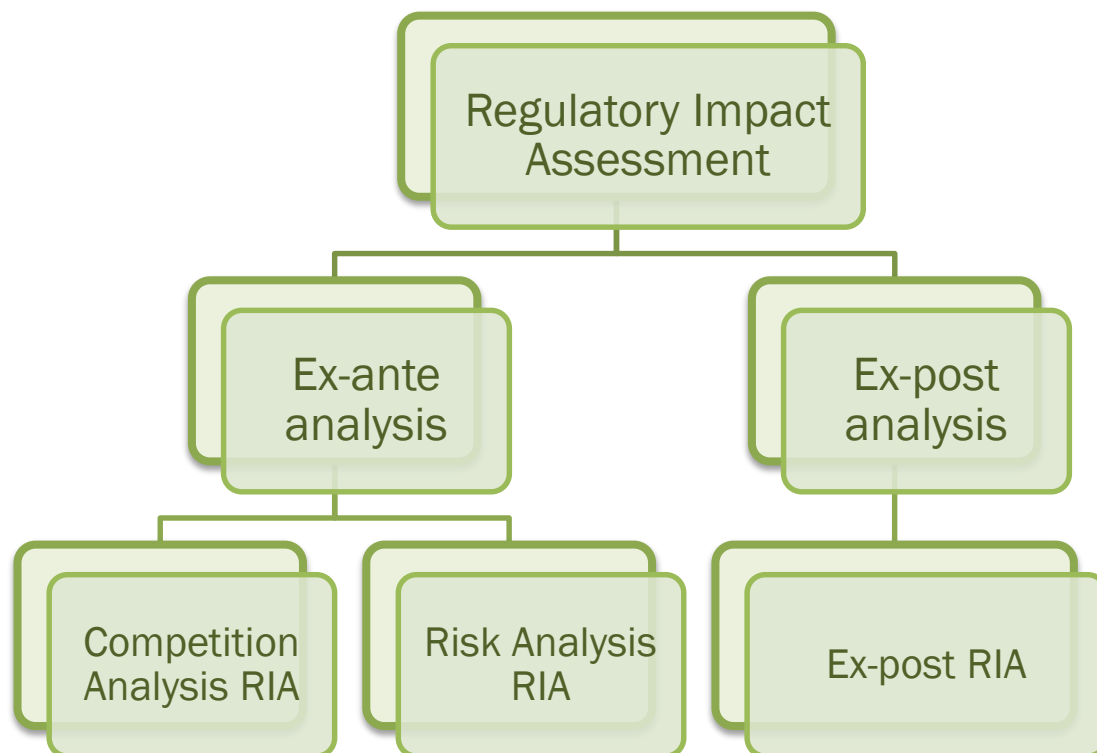 Regulatory Impact
Assessment
Ex-ante
analysis
Ex-post
analysis
Competition
Analysis RIA
Risk Analysis
RIA
Ex-post RIA